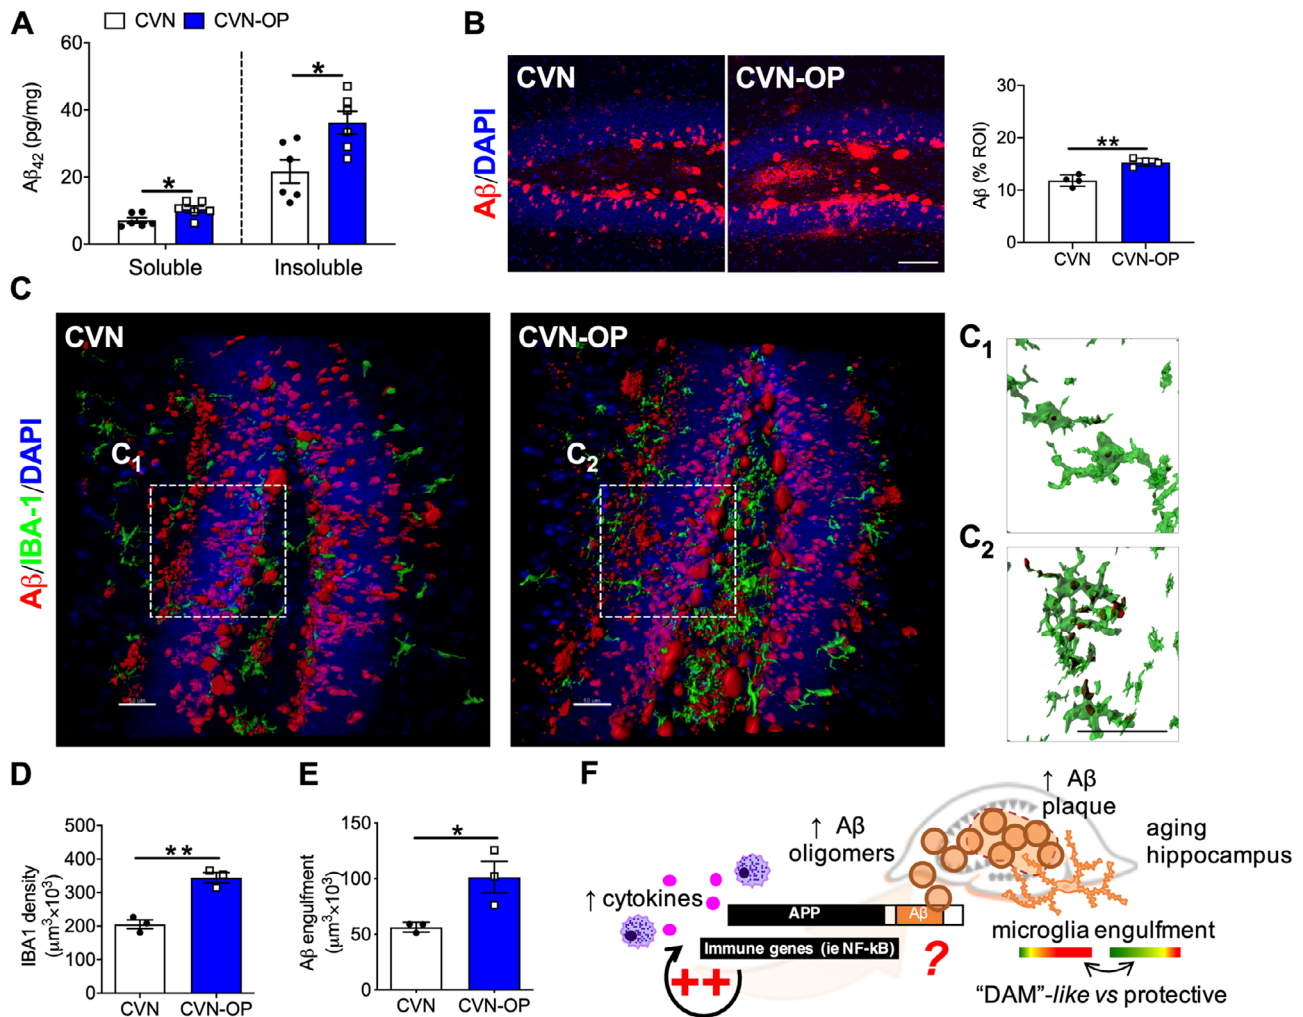 A
CVN
CVN-OP
60
40
20
0
Aβ42 (pg/mg)
*
*
Soluble
Insoluble
B
Aβ/DAPI
CVN
CVN-OP
30
20
10
0
Aβ (% ROI)
**
CVN
CVN-OP
C
Aβ/IBA-1/DAPI
CVN
C1
50 um
CVN-OP
C2
50 um
C1
C2
D
500
400
300
200
100
0
IBA1 density
(μm³×10³)
**
CVN
CVN-OP
E
150
100
50
0
Aβ engulfment
(μm³×10³)
*
CVN
CVN-OP
F
↑ Aβ
plaque
↑ Aβ
oligomers
aging
hippocampus
↑ cytokines
APP
Aβ
Immune genes (ie NF-kB)
++
?
microglia engulfment
“DAM”-like vs protective